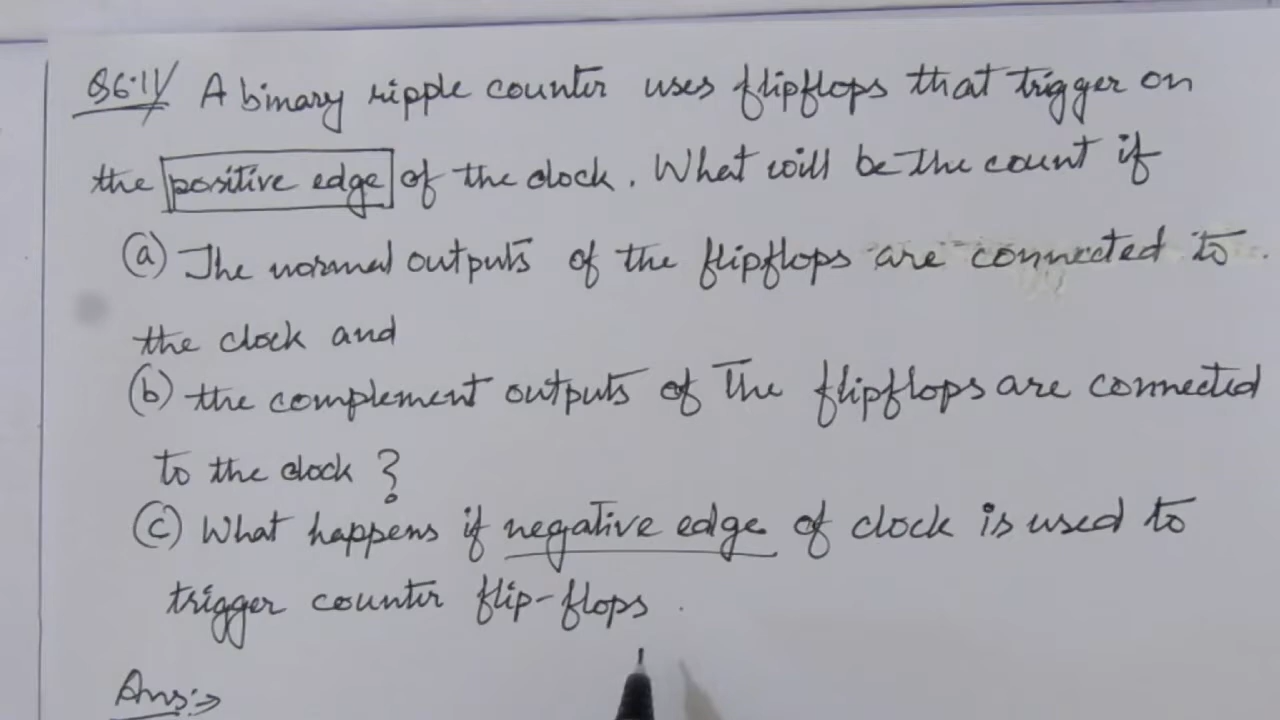 Q6.11/ A binary ripple counter uses flipflops that trigger on
the positive edge of the clock. What will be the count if
(a) The normal outputs of the flipflops are connected to.
the clock and
(b) the complement outputs of the flipflops are connected
to the clock?
(c) What happens if negative edge of clock is used to
trigger counter flip-flops.
Ans:→